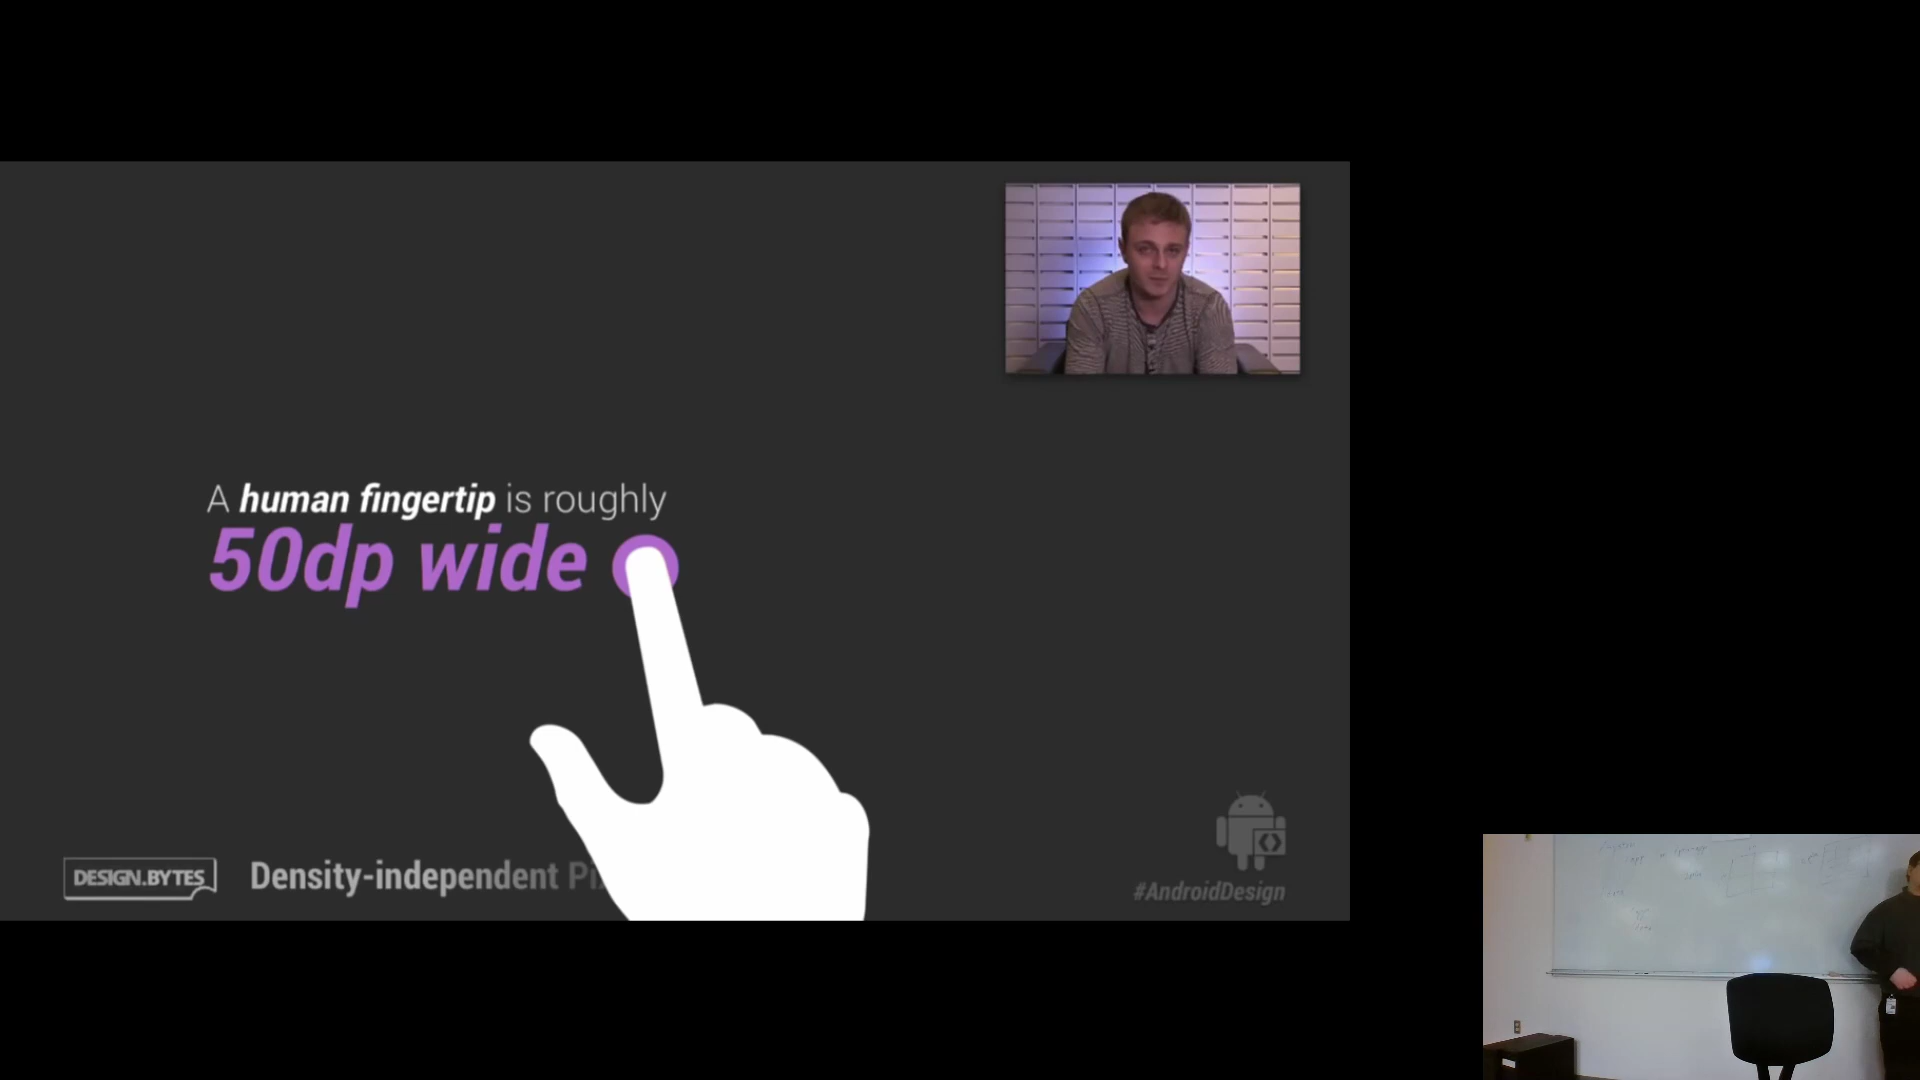 A human fingertip is roughly
50dp wide
DESIGN.BYTES
Density-independent
#AndroidDesign